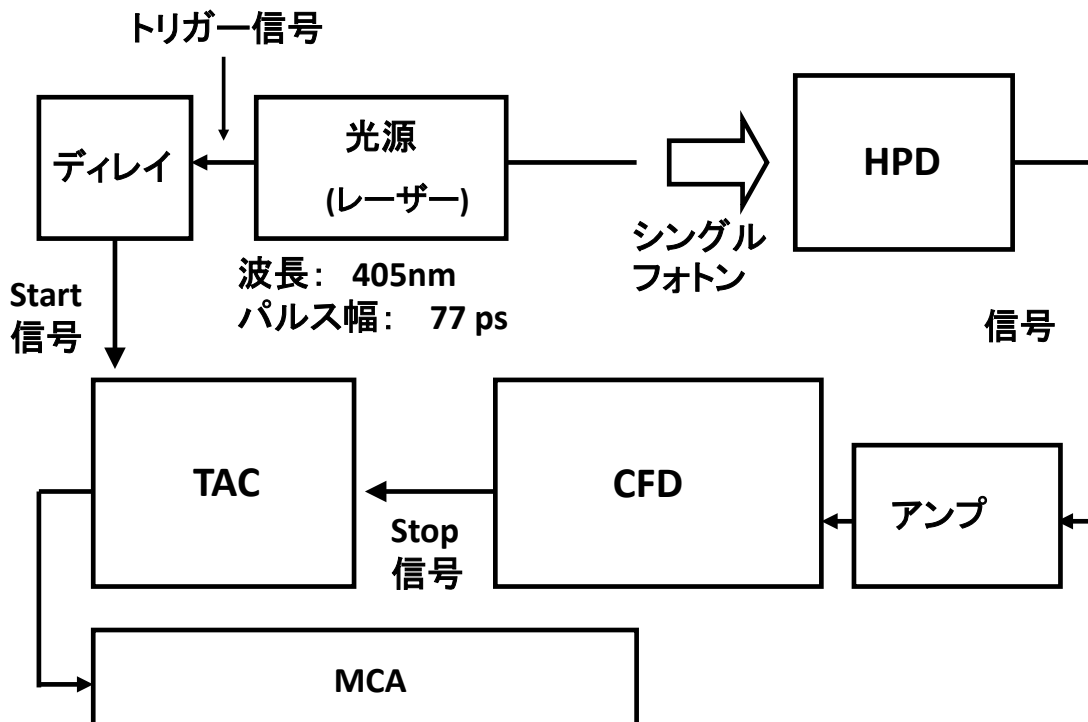 トリガー信号
ディレイ
光源
(レーザー)
HPD
シングル
フォトン
波長： 405nm
パルス幅： 77 ps
Start
信号
信号
TAC
CFD
アンプ
Stop
信号
MCA